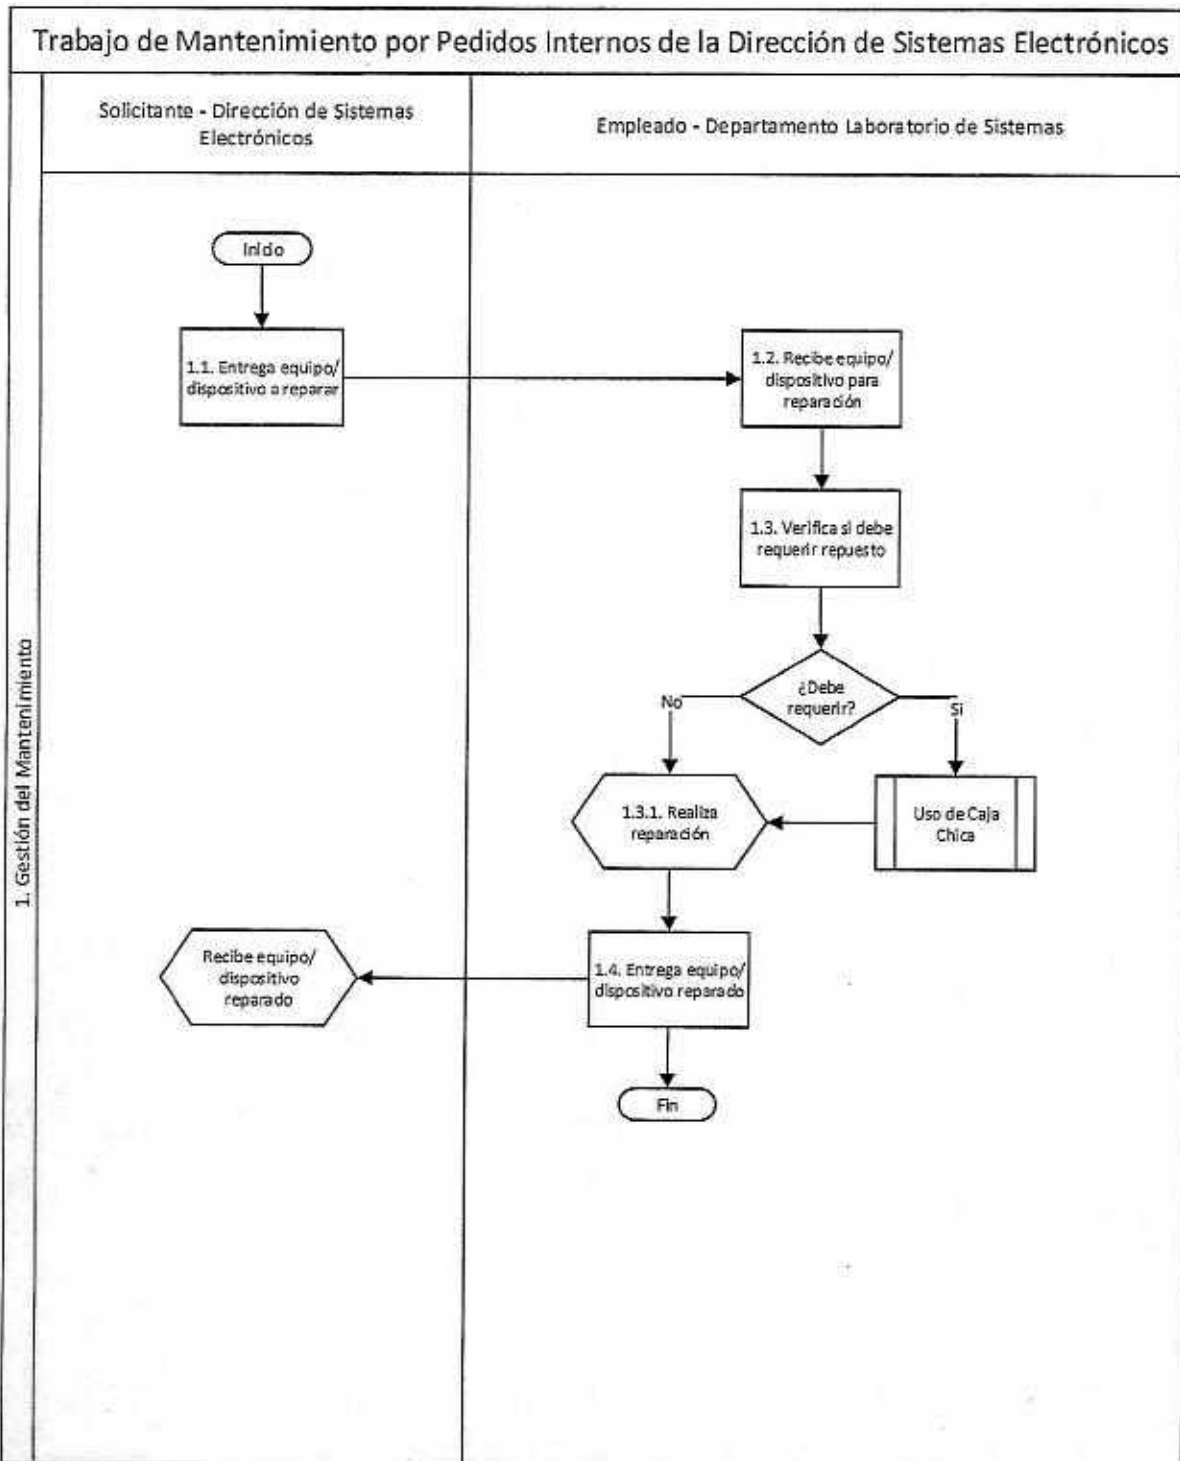 Trabajo de Mantenimiento por Pedidos Internos de la Dirección de Sistemas Electrónicos
Solicitante - Dirección de Sistemas
Electrónicos
Empleado - Departamento Laboratorio de Sistemas
1. Gestión del Mantenimiento
Inicio
1.1. Entrega equipo/
dispositivo a reparar
1.2. Recibe equipo/
dispositivo para
reparación
1.3. Verifica si debe
requerir repuesto
¿Debe
requerir?
No
Si
1.3.1. Realiza
reparación
Uso de Caja
Chica
Recibe equipo/
dispositivo
reparado
1.4. Entrega equipo/
dispositivo reparado
Fin